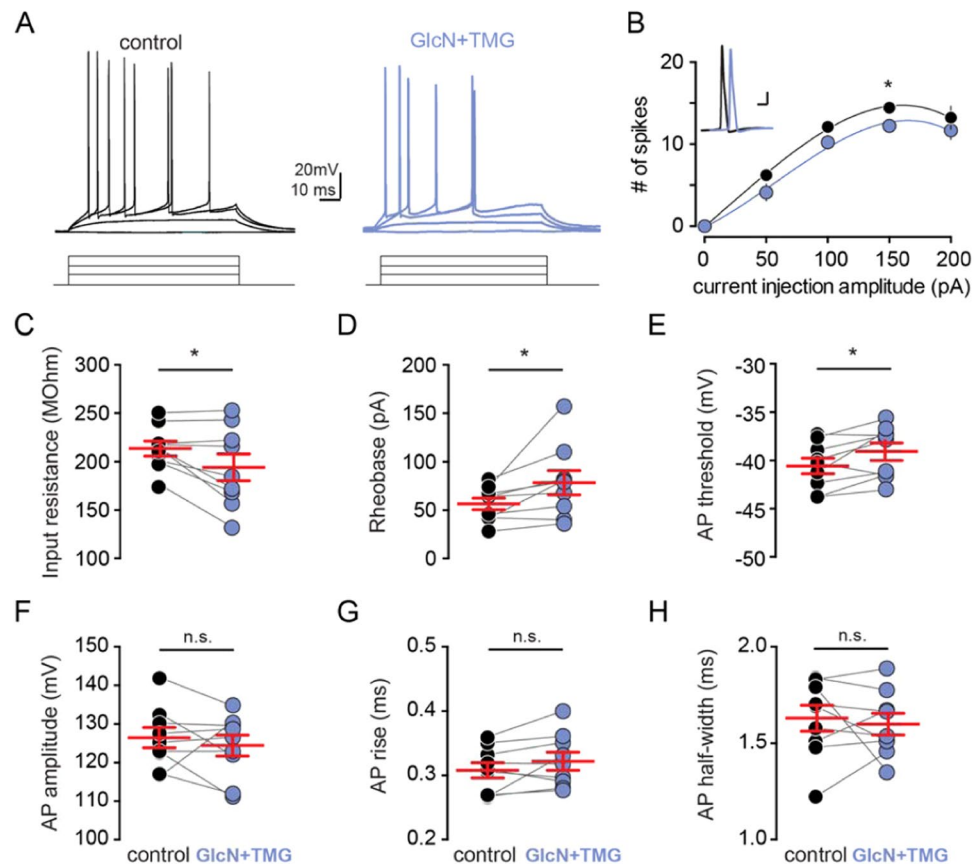 A
control
GlcN+TMG
20mV
10 ms
B
20
10
0
# of spikes
*
0 50 100 150 200
current injection amplitude (pA)
C
300
250
200
150
100
Input resistance (MOhm)
*
D
200
150
100
50
0
Rheobase (pA)
*
E
-30
-35
-40
-45
-50
AP threshold (mV)
*
F
150
140
130
120
110
100
AP amplitude (mV)
n.s.
control GlcN+TMG
G
0.5
0.4
0.3
0.2
AP rise (ms)
n.s.
control GlcN+TMG
H
2.0
1.5
1.0
AP half-width (ms)
n.s.
control GlcN+TMG